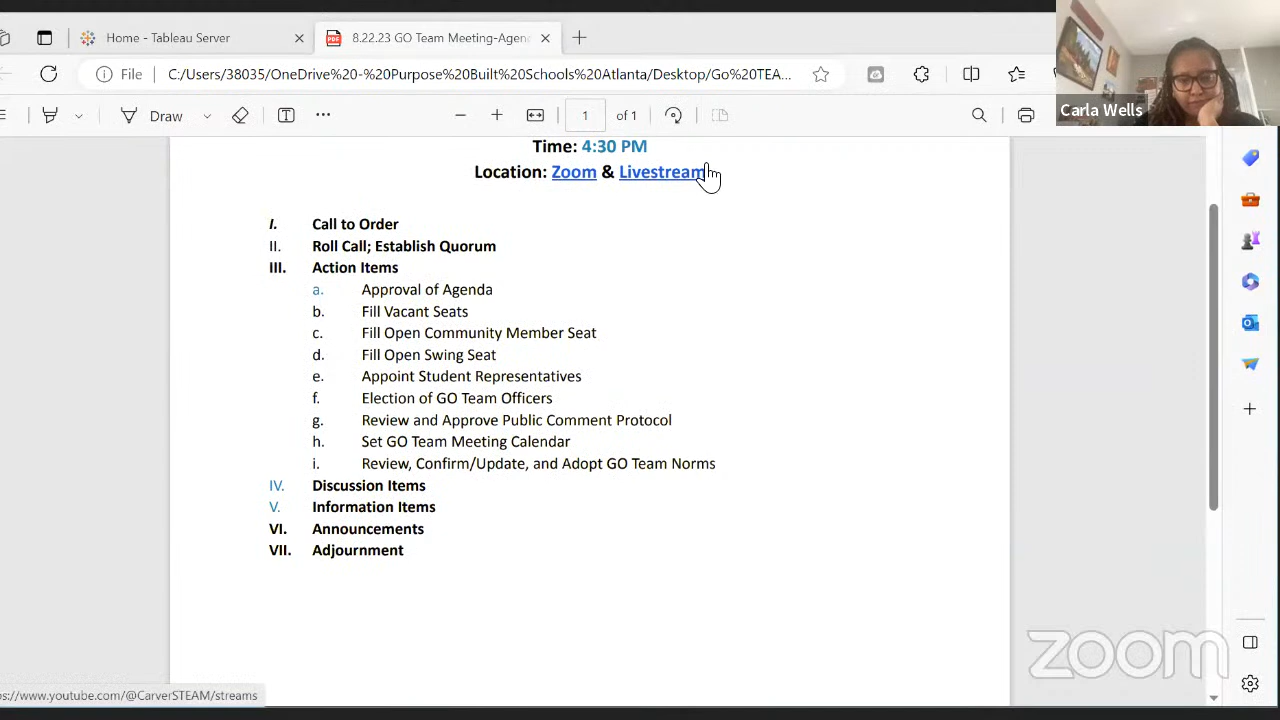 Home - Tableau Server
8.22.23 GO Team Meeting-Agen
File
C:/Users/38035/OneDrive%20-%20Purpose%20Built%20Schools%20Atlanta/Desktop/Go%20TEA...
Carla Wells
Draw
1
of 1
Time: 4:30 PM
Location: Zoom & Livestream
I. Call to Order
II. Roll Call; Establish Quorum
III. Action Items
a. Approval of Agenda
b. Fill Vacant Seats
c. Fill Open Community Member Seat
d. Fill Open Swing Seat
e. Appoint Student Representatives
f. Election of GO Team Officers
g. Review and Approve Public Comment Protocol
h. Set GO Team Meeting Calendar
i. Review, Confirm/Update, and Adopt GO Team Norms
IV. Discussion Items
V. Information Items
VI. Announcements
VII. Adjournment
zoom
ps://www.youtube.com/@CarverSTEAM/streams